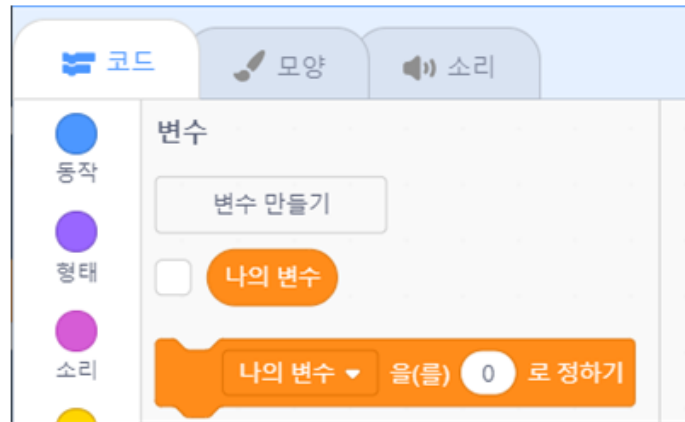 코드
모양
소리
동작
형태
소리
변수
변수 만들기
나의 변수
나의 변수 을(를) 0 로 정하기